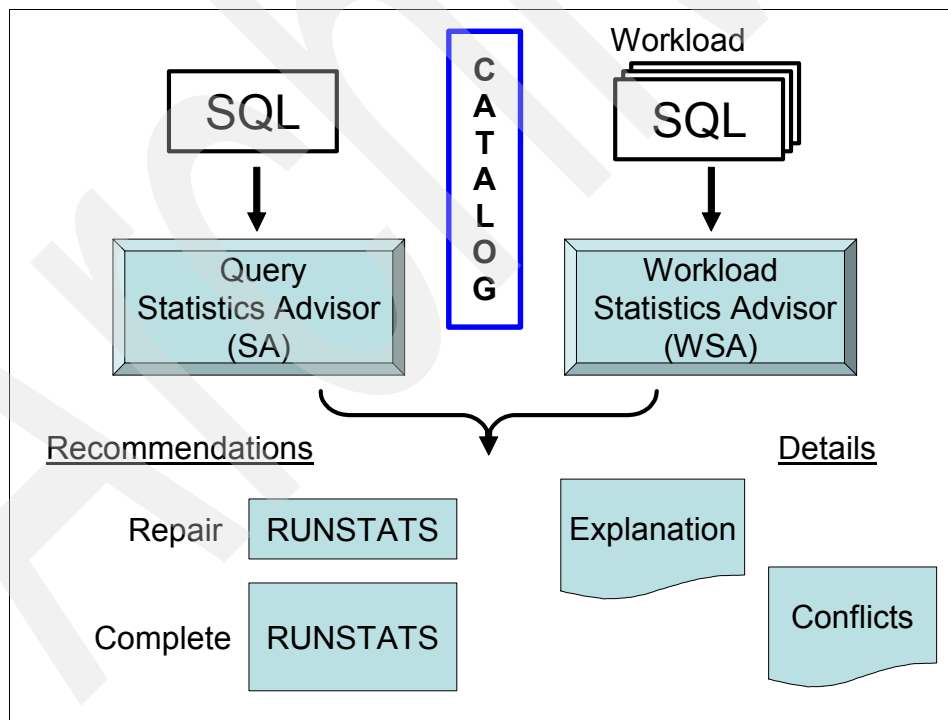 Workload
SQL
C
A
T
A
L
O
G
SQL
Query
Statistics Advisor
(SA)
Workload
Statistics Advisor
(WSA)
Recommendations
Details
Repair
RUNSTATS
Explanation
Complete
RUNSTATS
Conflicts